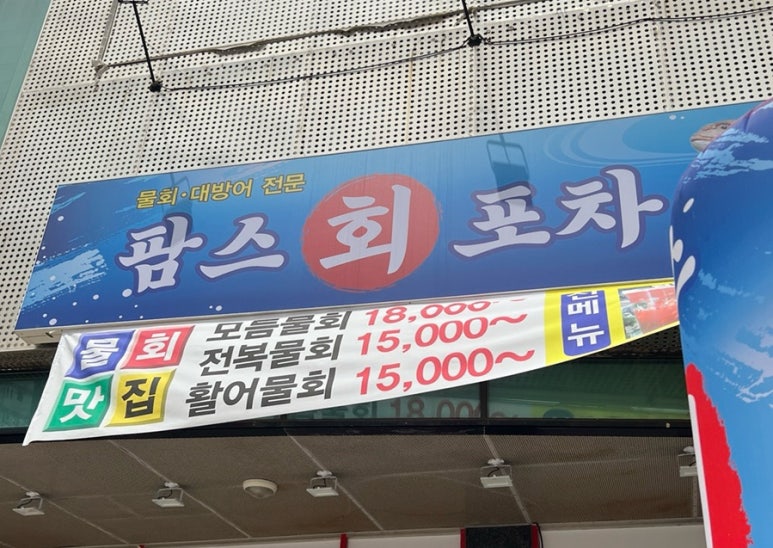 물회·대방어 전문
팜스회포차
물회 맛집
모듬물회 18,000~
전복물회 15,000~
활어물회 15,000~
메뉴